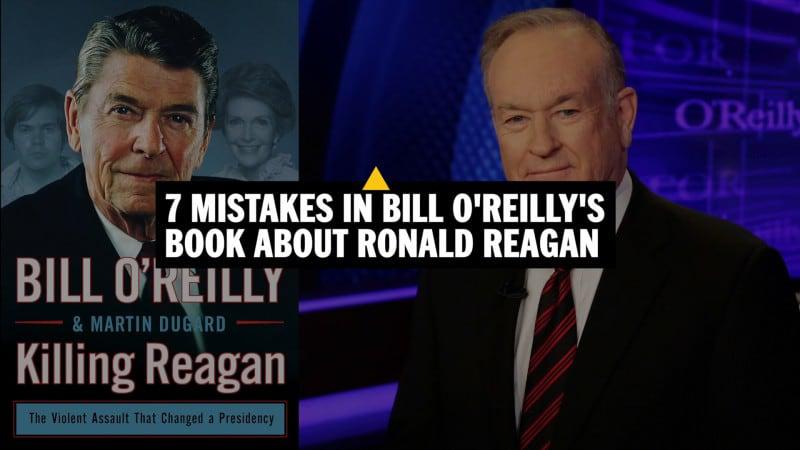 7 MISTAKES IN BILL O'REILLY'S
BOOK ABOUT RONALD REAGAN
BILL O'REILLY
& MARTIN DUGARD
Killing Reagan
The Violent Assault That Changed a Presidency
O'Reilly